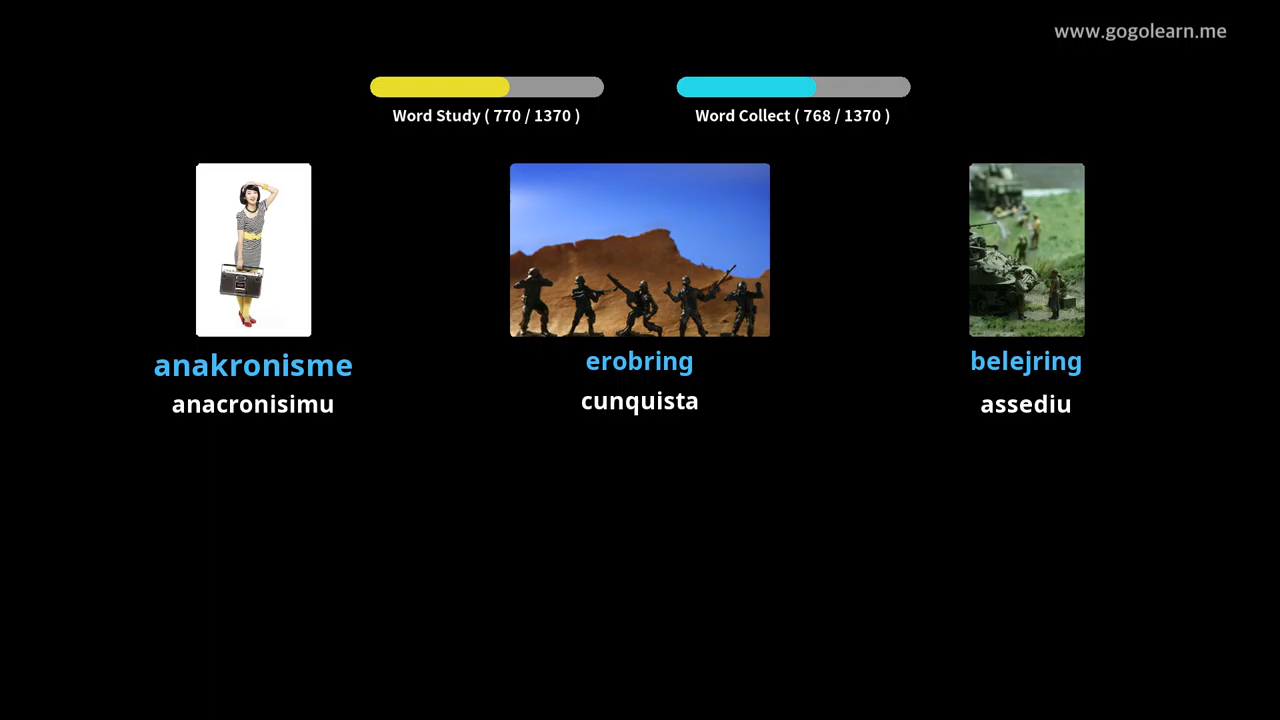 www.gogolearn.me
Word Study ( 770 / 1370 )
Word Collect ( 768 / 1370 )
anakronisme
anacronisimu
erobring
cunquista
belejring
assediu